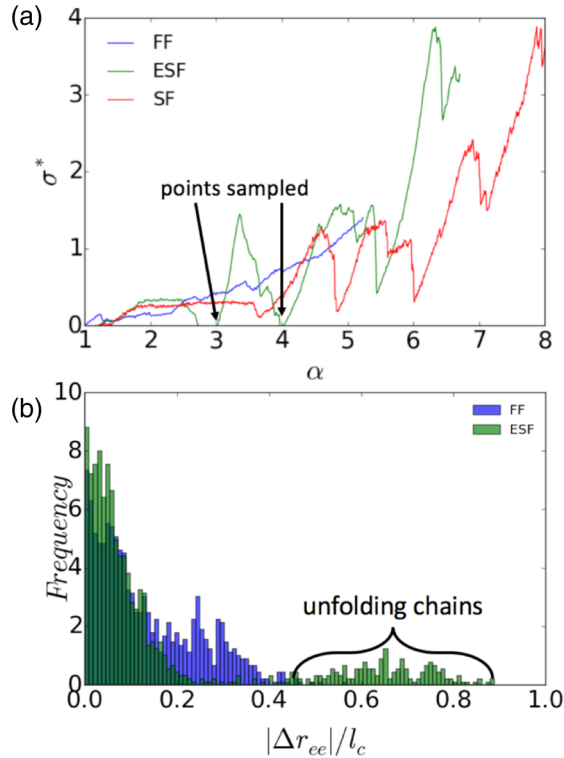 (a)
4
3
2
1
0
σ*
FF
ESF
SF
points sampled
1 2 3 4 5 6 7 8
α
(b)
10
8
6
4
2
0
Frequency
FF
ESF
unfolding chains
0.0 0.2 0.4 0.6 0.8 1.0
|Δr_ee|/l_c